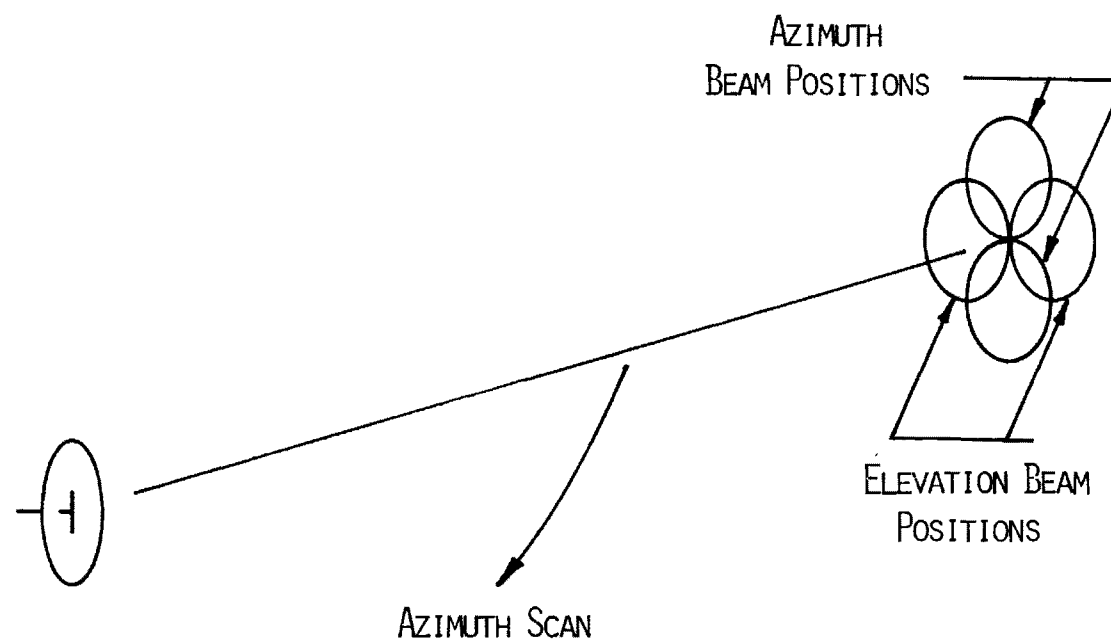 AZIMUTH
BEAM POSITIONS
ELEVATION BEAM
POSITIONS
AZIMUTH SCAN